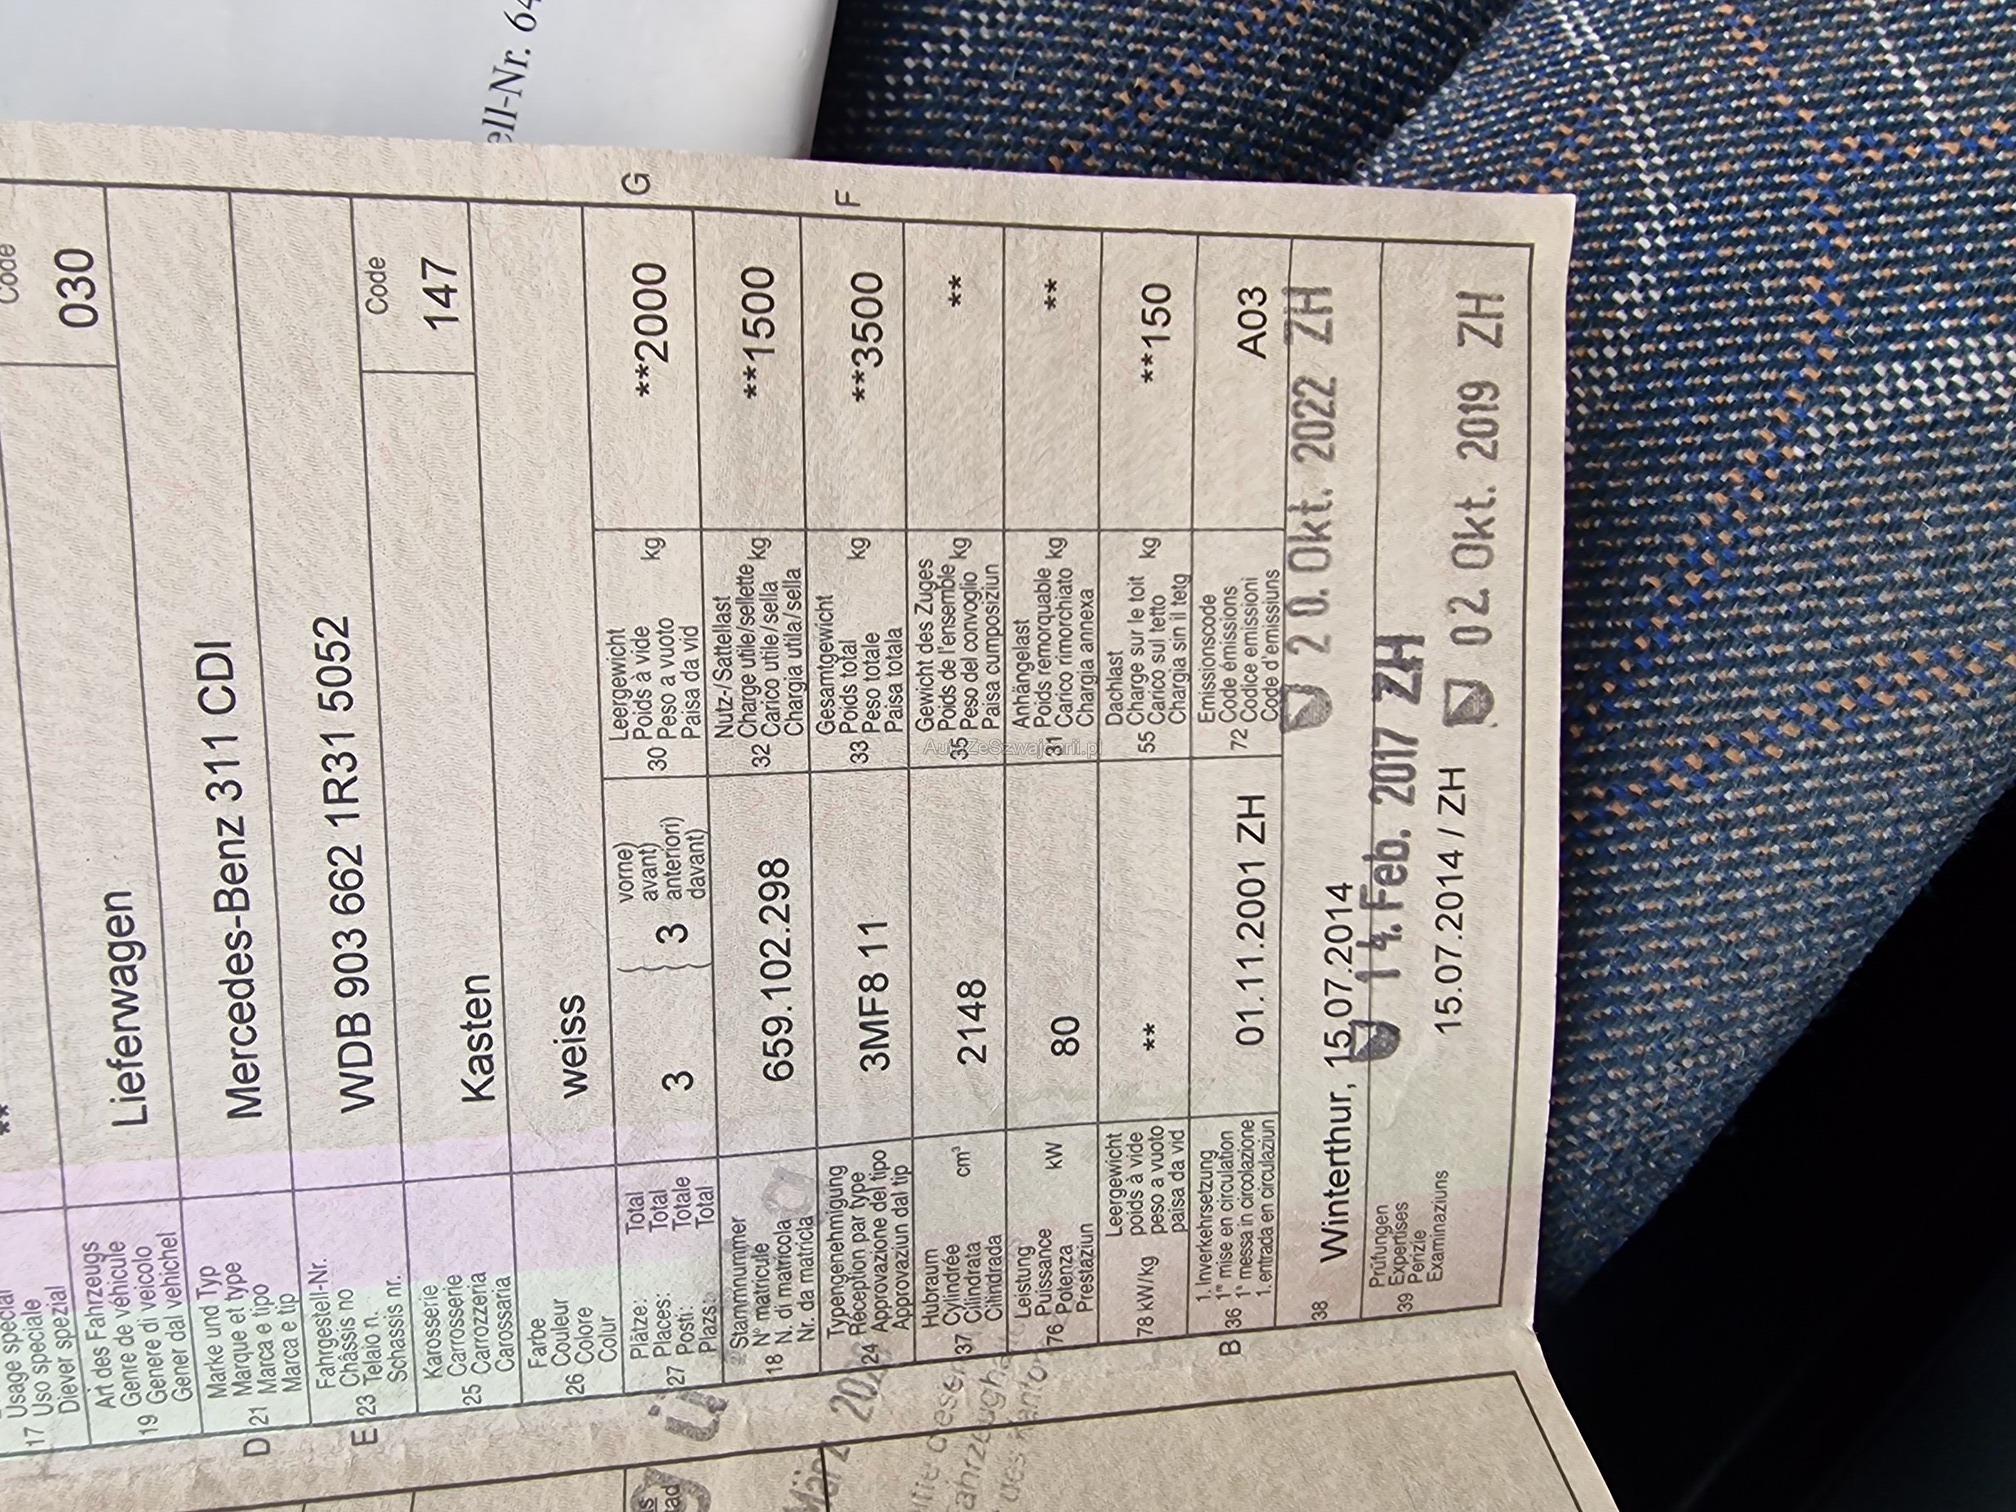 ell-Nr. 64
Usage spécial
17 Uso speciale
Diever spezial
**
Code
030
Art des Fahrzeugs
Genre de véhicule
19 Genere di veicolo
Gener dal vehichel
Lieferwagen
Marke und Typ
Marque et type
D 21 Marca e tipo
Marca e tip
Mercedes-Benz 311 CDI
Fahrgestell-Nr.
Châssis no
E 23 Telaio n.
Schassis nr.
WDB 903 662 1R31 5052
Karosserie
Carrosserie
25 Carrozzeria
Carossaria
Kasten
Code
147
Farbe
Couleur
26 Colore
Colur
weiss
Plätze: Total
Places: Total
27 Posti: Totale
Plazs: Total
3
3
vorne)
avant)
anteriori)
davant)
Leergewicht
Poids à vide
30 Peso a vuoto kg
Paisa da vid
**2000
G
Stammnummer
N° matricule
18 N. di matricola
Nr. da matricla
659.102.298
Nutz-/Sattellast
Charge utile/sellette kg
32 Carico utile/sella
Chargia utila/sella
**1500
Typengenehmigung
Réception par type
24 Approvazione del tipo
Approvaziun dal tip
3MF8 11
Gesamtgewicht
Poids total
33 Peso totale kg
Paisa totala
**3500
F
Hubraum
Cylindrée
37 Cilindrata cm³
Cilindrada
2148
Gewicht des Zuges
Poids de l'ensemble kg
35 Peso del convoglio
Paisa cumposiziun
**
Leistung
Puissance
76 Potenza kW
Prestaziun
80
Anhängelast
Poids remorquable kg
31 Carico rimorchiato
Chargia annexa
**
Leergewicht
poids à vide
78 kW/kg peso a vuoto
paisa da vid
**
Dachlast
Charge sur le toit kg
55 Carico sul tetto
Chargia sin il tetg
**150
1. Inverkehrsetzung
1re mise en circulation
B 36 1a messa in circolazione
1. entrada en circulaziun
01.11.2001 ZH
Emissionscode
Code émissions
72 Codice emissioni
Code d'emissiuns
A03
38 Winterthur, 15.07.2014
20. Okt. 2022 ZH
14. Feb. 2017 ZH
Prüfungen
Expertises
39 Perizie
Examinaziuns
15.07.2014 / ZH
02. Okt. 2019 ZH
AutoZeSzwajcarii.pl